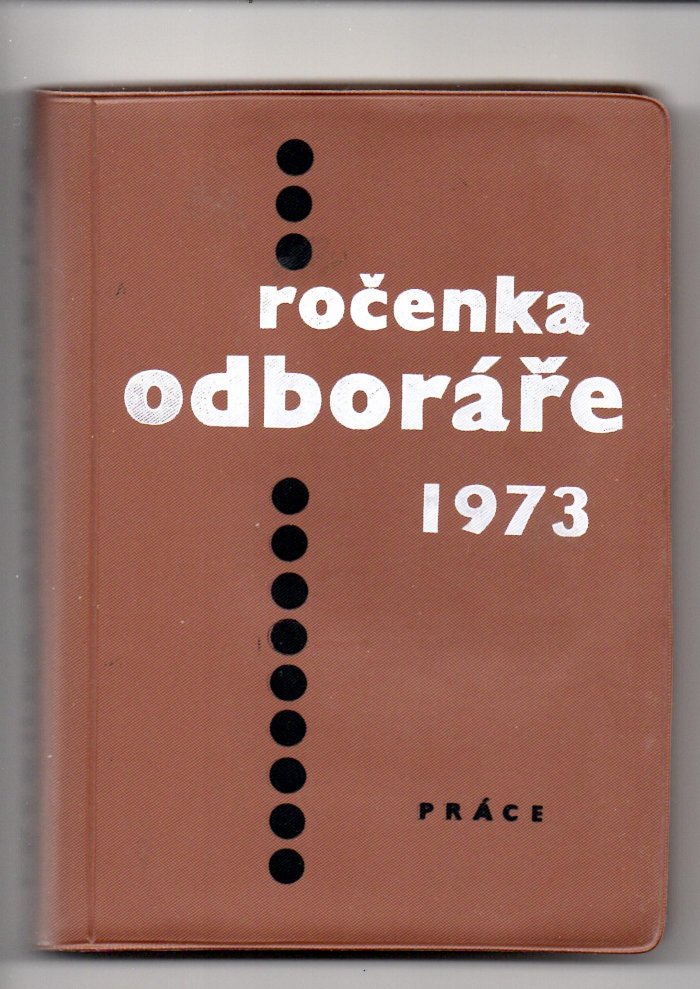 ročenka
odboráře
1973
PRÁCE